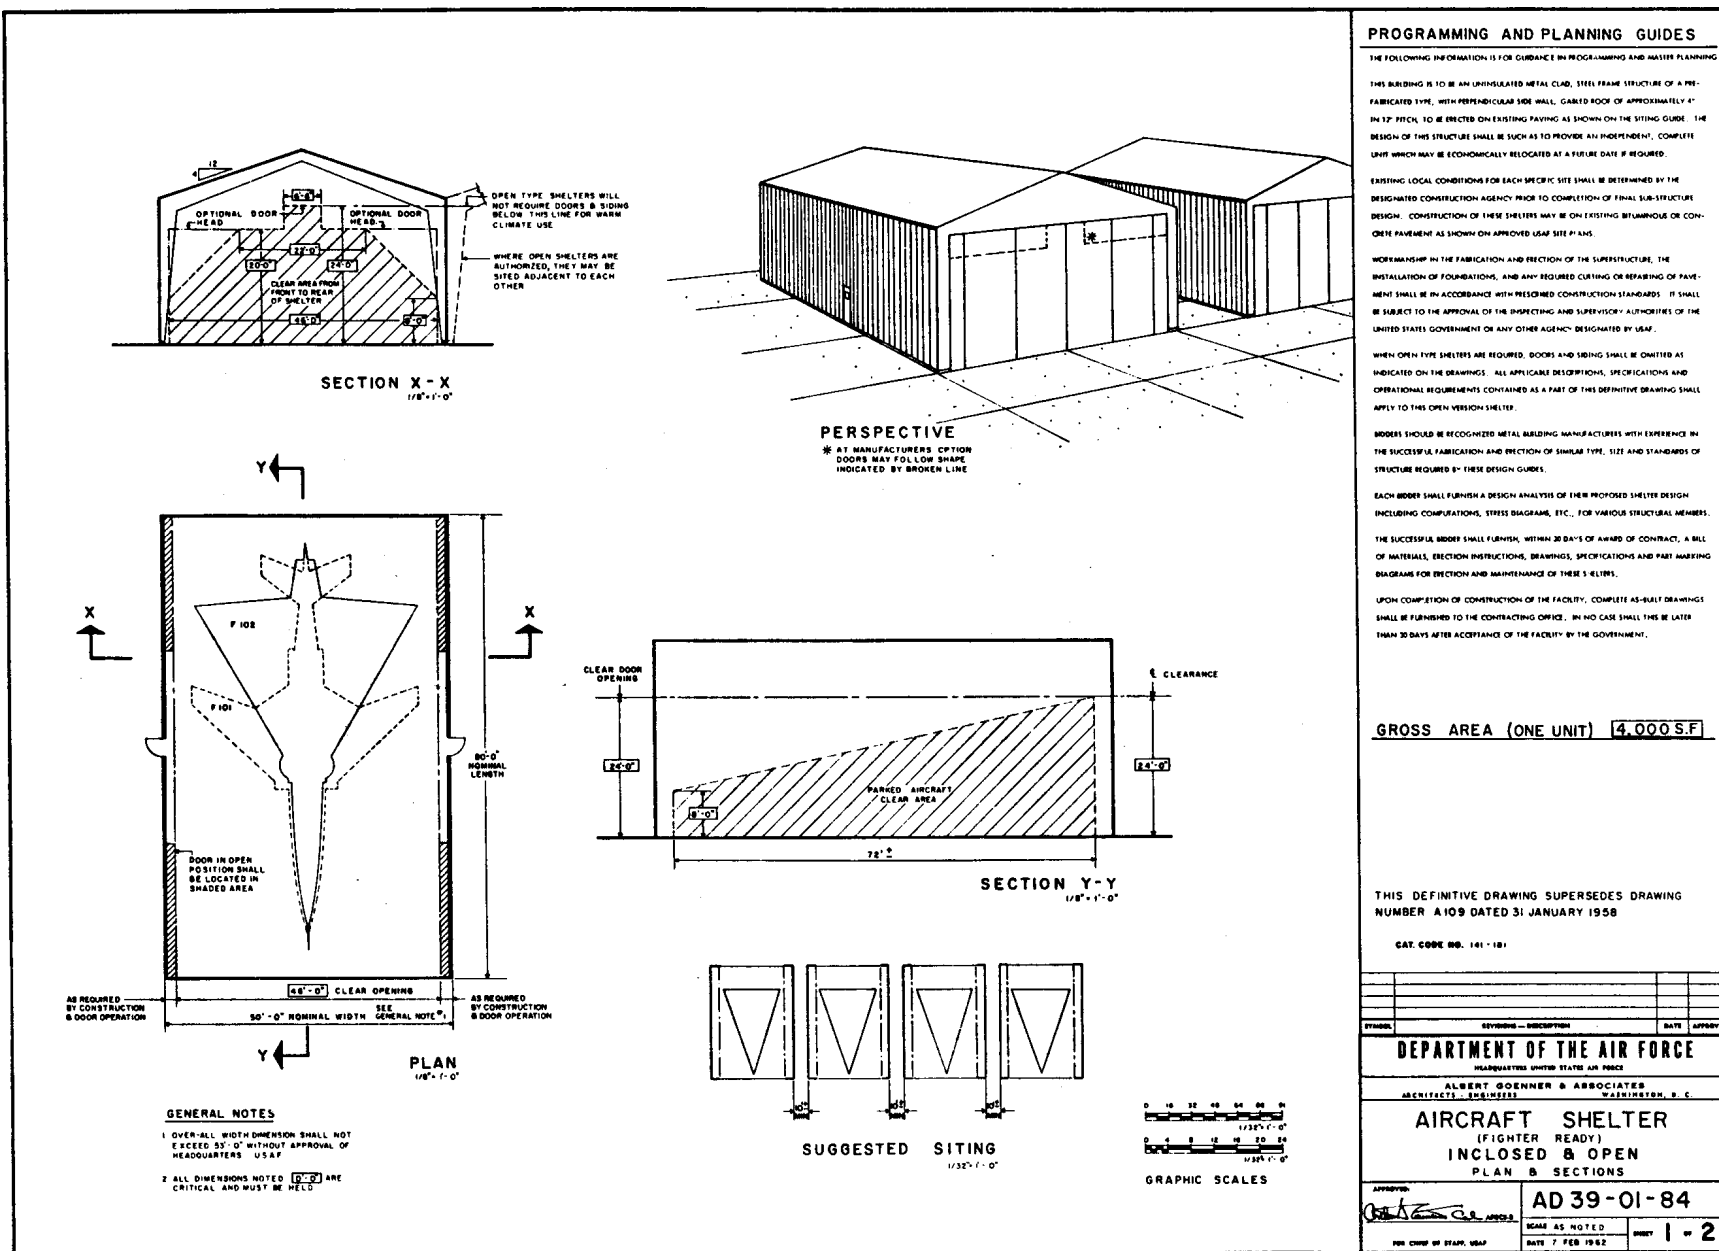 12
4
6'-6"
OPEN TYPE SHELTERS WILL
NOT REQUIRE DOORS & SIDING
BELOW THIS LINE FOR WARM
CLIMATE USE
OPTIONAL DOOR
HEAD
OPTIONAL DOOR
HEAD
22'-0"
20'-0"
24'-0"
CLEAR AREA FROM
FRONT TO REAR
OF SHELTER
WHERE OPEN SHELTERS ARE
AUTHORIZED, THEY MAY BE
SITED ADJACENT TO EACH
OTHER
46'-0"
8'-0"
SECTION X-X
1/8"=1'-0"
PERSPECTIVE
* AT MANUFACTURERS OPTION
DOORS MAY FOLLOW SHAPE
INDICATED BY BROKEN LINE
Y
X
X
F 102
F 101
80'-0"
NOMINAL
LENGTH
DOOR IN OPEN
POSITION SHALL
BE LOCATED IN
SHADED AREA
46'-0" CLEAR OPENING
AS REQUIRED
BY CONSTRUCTION
& DOOR OPERATION
50'-0" NOMINAL WIDTH
SEE
GENERAL NOTE #1
AS REQUIRED
BY CONSTRUCTION
& DOOR OPERATION
Y
PLAN
1/8"=1'-0"
CLEAR DOOR
OPENING
℄ CLEARANCE
24'-0"
24'-0"
PARKED AIRCRAFT
CLEAR AREA
8'-0"
72' ±
SECTION Y-Y
1/8"=1'-0"
GENERAL NOTES
1 OVER-ALL WIDTH DIMENSION SHALL NOT
EXCEED 53'-0" WITHOUT APPROVAL OF
HEADQUARTERS USAF
2 ALL DIMENSIONS NOTED 0'-0" ARE
CRITICAL AND MUST BE HELD
10'±
10'±
10'±
SUGGESTED SITING
1/32"=1'-0"
0 16 32 48 64 80
1/32"=1'-0"
0 4 8 12 16 20 24
GRAPHIC SCALES
PROGRAMMING AND PLANNING GUIDES
THE FOLLOWING INFORMATION IS FOR GUIDANCE IN PROGRAMMING AND MASTER PLANNING
THIS BUILDING IS TO BE AN UNINSULATED METAL CLAD, STEEL FRAME STRUCTURE OF A PRE-
FABRICATED TYPE, WITH PERPENDICULAR SIDE WALL, GABLED ROOF OF APPROXIMATELY 4"
IN 12" PITCH, TO BE ERECTED ON EXISTING PAVING AS SHOWN ON THE SITING GUIDE. THE
DESIGN OF THIS STRUCTURE SHALL BE SUCH AS TO PROVIDE AN INDEPENDENT, COMPLETE
UNIT WHICH MAY BE ECONOMICALLY RELOCATED AT A FUTURE DATE IF REQUIRED.
EXISTING LOCAL CONDITIONS FOR EACH SPECIFIC SITE SHALL BE DETERMINED BY THE
DESIGNATED CONSTRUCTION AGENCY PRIOR TO COMPLETION OF FINAL SUB-STRUCTURE
DESIGN. CONSTRUCTION OF THESE SHELTERS MAY BE ON EXISTING BITUMINOUS OR CON-
CRETE PAVEMENT AS SHOWN ON APPROVED USAF SITE PLANS.
WORKMANSHIP IN THE FABRICATION AND ERECTION OF THE SUPERSTRUCTURE, THE
INSTALLATION OF FOUNDATIONS, AND ANY REQUIRED CUTTING OR REPAIRING OF PAVE-
MENT SHALL BE IN ACCORDANCE WITH PRESCRIBED CONSTRUCTION STANDARDS. IT SHALL
BE SUBJECT TO THE APPROVAL OF THE INSPECTING AND SUPERVISORY AUTHORITIES OF THE
UNITED STATES GOVERNMENT OR ANY OTHER AGENCY DESIGNATED BY USAF.
WHEN OPEN TYPE SHELTERS ARE REQUIRED, DOORS AND SIDING SHALL BE OMITTED AS
INDICATED ON THE DRAWINGS. ALL APPLICABLE DESCRIPTIONS, SPECIFICATIONS AND
OPERATIONAL REQUIREMENTS CONTAINED AS A PART OF THIS DEFINITIVE DRAWING SHALL
APPLY TO THIS OPEN VERSION SHELTER.
BIDDERS SHOULD BE RECOGNIZED METAL BUILDING MANUFACTURERS WITH EXPERIENCE IN
THE SUCCESSFUL FABRICATION AND ERECTION OF SIMILAR TYPE, SIZE AND STANDARDS OF
STRUCTURE REQUIRED BY THESE DESIGN GUIDES.
EACH BIDDER SHALL FURNISH A DESIGN ANALYSIS OF THEIR PROPOSED SHELTER DESIGN
INCLUDING COMPUTATIONS, STRESS DIAGRAMS, ETC., FOR VARIOUS STRUCTURAL MEMBERS.
THE SUCCESSFUL BIDDER SHALL FURNISH, WITHIN 30 DAYS OF AWARD OF CONTRACT, A BILL
OF MATERIALS, ERECTION INSTRUCTIONS, DRAWINGS, SPECIFICATIONS AND PART MARKING
DIAGRAMS FOR ERECTION AND MAINTENANCE OF THESE SHELTERS.
UPON COMPLETION OF CONSTRUCTION OF THE FACILITY, COMPLETE AS-BUILT DRAWINGS
SHALL BE FURNISHED TO THE CONTRACTING OFFICE. IN NO CASE SHALL THIS BE LATER
THAN 30 DAYS AFTER ACCEPTANCE OF THE FACILITY BY THE GOVERNMENT.
GROSS AREA (ONE UNIT) 4,000 S.F.
THIS DEFINITIVE DRAWING SUPERSEDES DRAWING
NUMBER A109 DATED 31 JANUARY 1958
CAT. CODE NO. 141-181
SYMBOL REVISIONS — DESCRIPTION DATE APPROV
DEPARTMENT OF THE AIR FORCE
HEADQUARTERS UNITED STATES AIR FORCE
ALBERT GOENNER & ASSOCIATES
ARCHITECTS - ENGINEERS WASHINGTON, D. C.
AIRCRAFT SHELTER
(FIGHTER READY)
INCLOSED & OPEN
PLAN & SECTIONS
APPROVED:
FOR CHIEF OF STAFF, USAF
AD 39-01-84
SCALE AS NOTED
DATE 7 FEB 1962
SHEET 1 OF 2